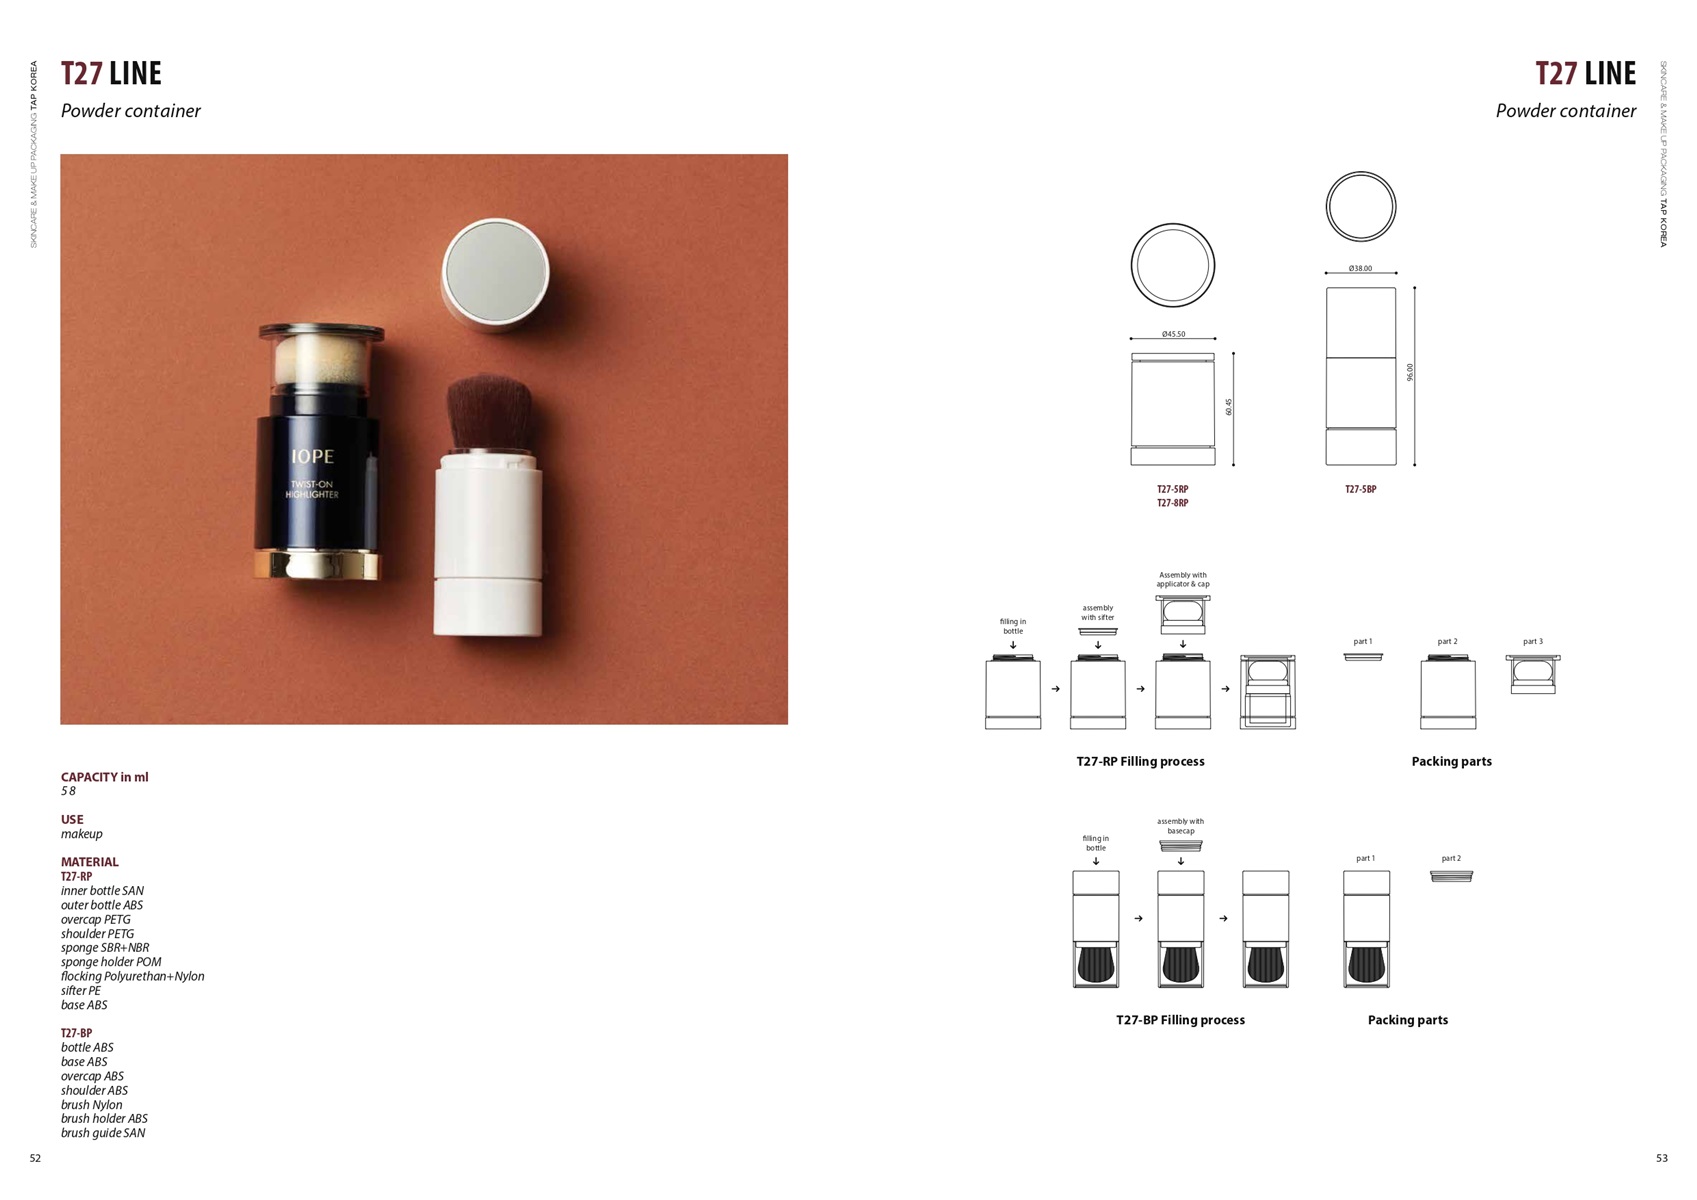 T27 LINE
Powder container
SKINCARE & MAKE UP PACKAGING TAP KOREA
IOPE
TWIST-ON
HIGHLIGHTER
CAPACITY in ml
5 8
USE
makeup
MATERIAL
T27-RP
inner bottle SAN
outer bottle ABS
overcap PETG
shoulder PETG
sponge SBR+NBR
sponge holder POM
flocking Polyurethan+Nylon
sifter PE
base ABS
T27-BP
bottle ABS
base ABS
overcap ABS
shoulder ABS
brush Nylon
brush holder ABS
brush guide SAN
52
T27 LINE
Powder container
SKINCARE & MAKE UP PACKAGING TAP KOREA
Ø45.50
60.45
T27-5RP
T27-8RP
Ø38.00
96.00
T27-5BP
filling in
bottle
assembly
with sifter
Assembly with
applicator & cap
part 1
part 2
part 3
T27-RP Filling process
Packing parts
filling in
bottle
assembly with
basecap
part 1
part 2
T27-BP Filling process
Packing parts
53